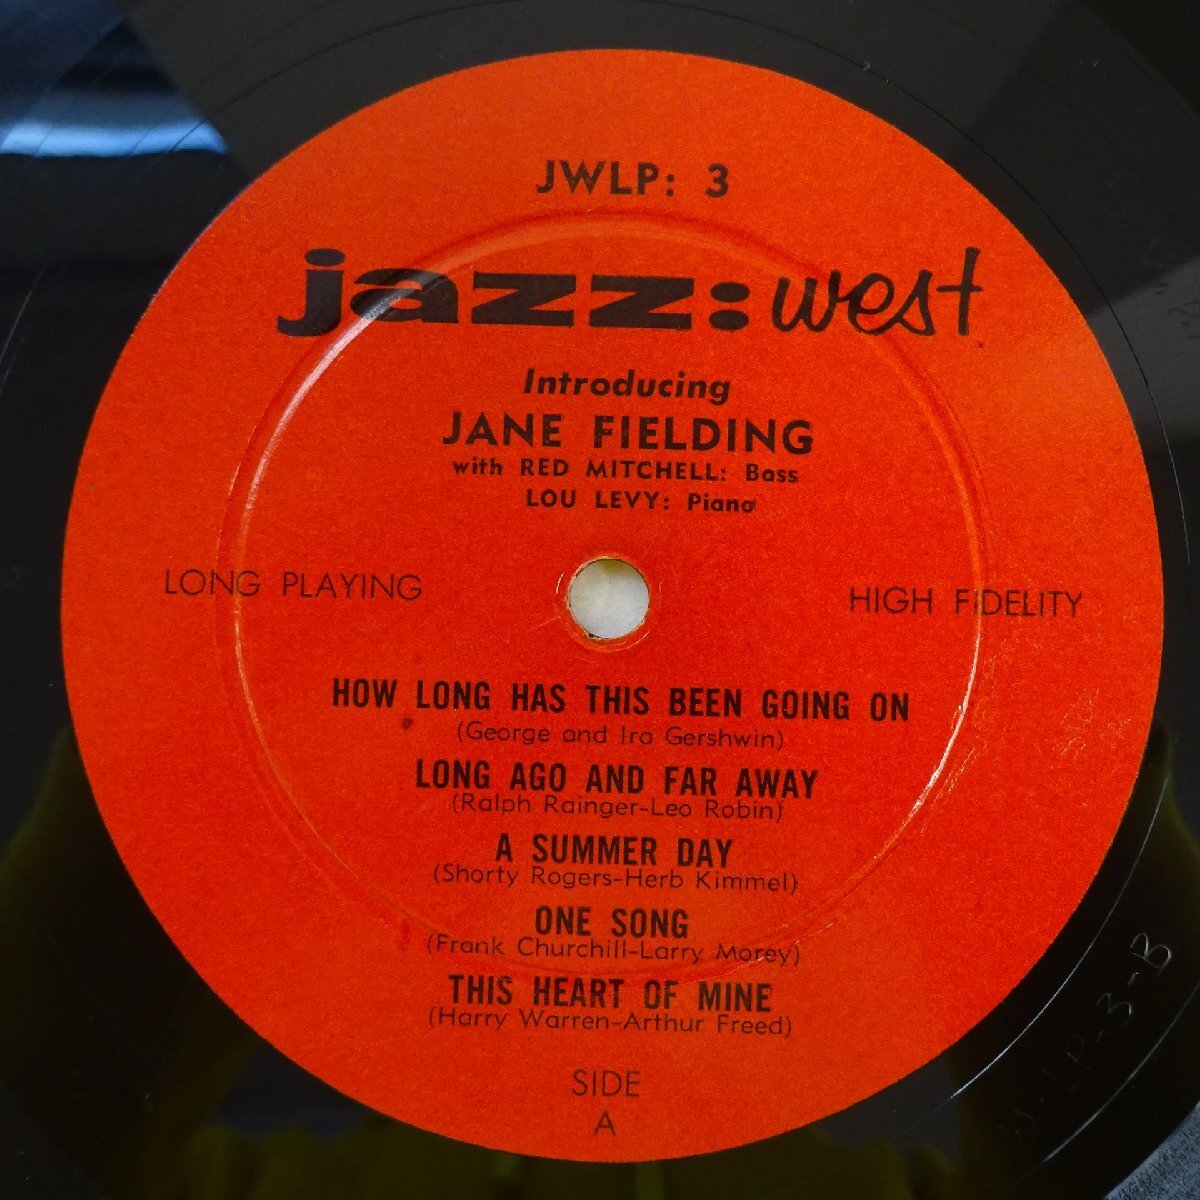 JWLP: 3
jazz:west
Introducing
JANE FIELDING
with RED MITCHELL: Bass
LOU LEVY: Piano
LONG PLAYING
HIGH FIDELITY
HOW LONG HAS THIS BEEN GOING ON
(George and Ira Gershwin)
LONG AGO AND FAR AWAY
(Ralph Rainger-Leo Robin)
A SUMMER DAY
(Shorty Rogers-Herb Kimmel)
ONE SONG
(Frank Churchill-Larry Morey)
THIS HEART OF MINE
(Harry Warren-Arthur Freed)
SIDE
A